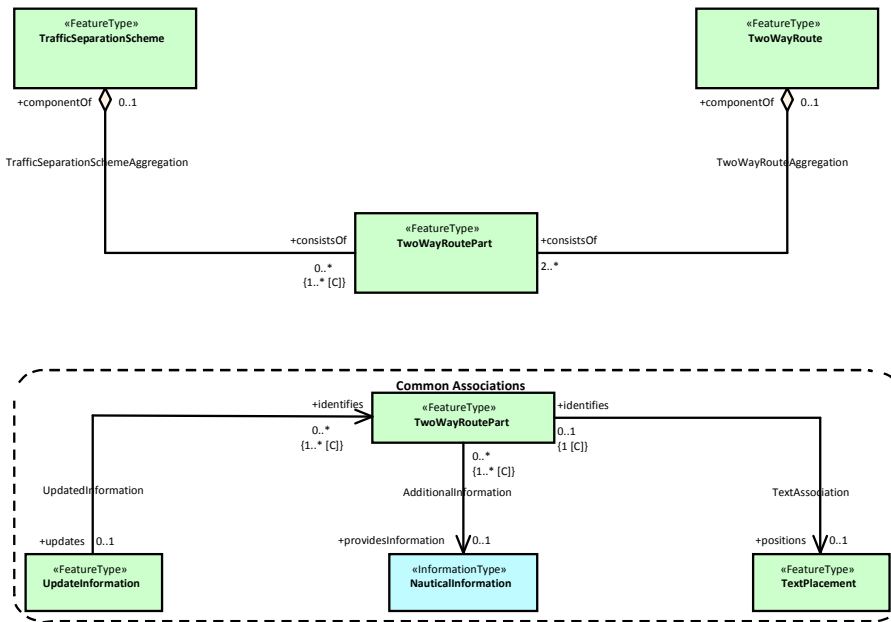 «FeatureType»
TrafficSeparationScheme
«FeatureType»
TwoWayRoute
+componentOf 0..1
+componentOf 0..1
TrafficSeparationSchemeAggregation
TwoWayRouteAggregation
«FeatureType»
TwoWayRoutePart
+consistsOf
+consistsOf
0..*
{1..* [C]}
2..*
Common Associations
«FeatureType»
TwoWayRoutePart
+identifies
+identifies
0..*
{1..* [C]}
0..1
{1 [C]}
0..*
{1..* [C]}
UpdatedInformation
AdditionalInformation
TextAssociation
+updates 0..1
+providesInformation 0..1
+positions 0..1
«FeatureType»
UpdateInformation
«InformationType»
NauticalInformation
«FeatureType»
TextPlacement